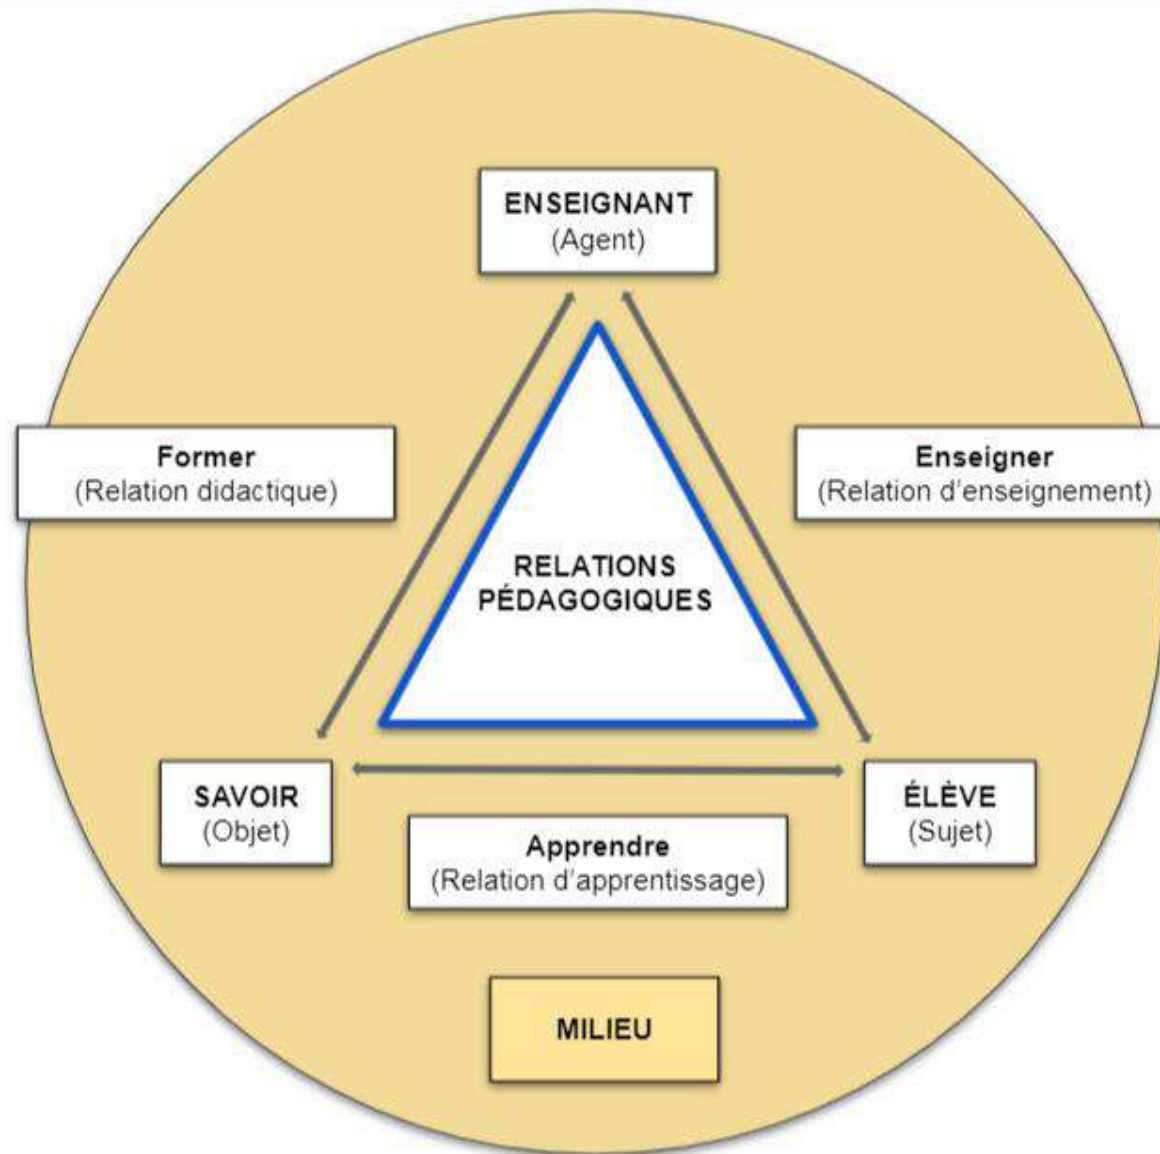 ENSEIGNANT
(Agent)
Former
(Relation didactique)
Enseigner
(Relation d'enseignement)
RELATIONS
PÉDAGOGIQUES
SAVOIR
(Objet)
ÉLÈVE
(Sujet)
Apprendre
(Relation d'apprentissage)
MILIEU